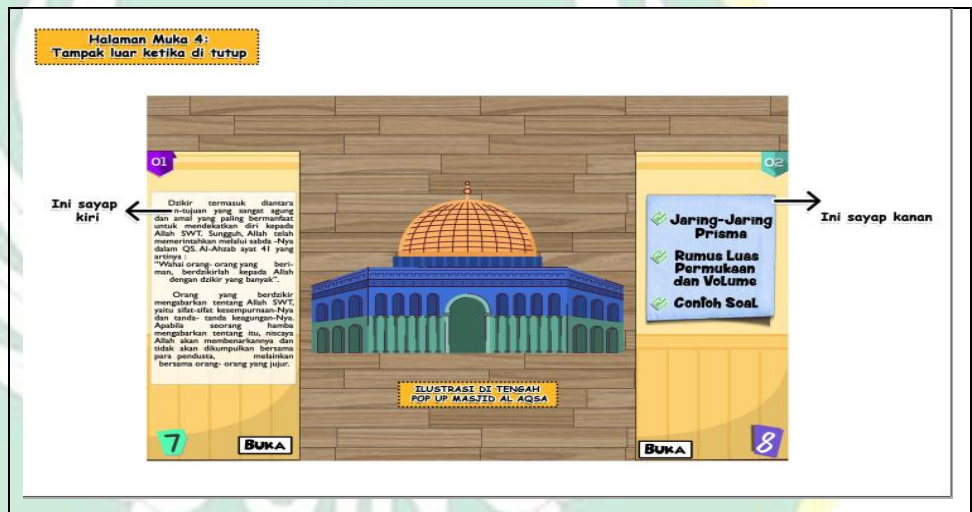 Halaman Muka 4:
Tampak luar ketika di tutup
Ini sayap
kiri
01
Dzikir termasuk diantara
n-tujuan yang sangat agung
dan amal yang paling bermanfaat
untuk mendekatkan diri kepada
Allah SWT. Sungguh, Allah telah
memerintahkan melalui sabda -Nya
dalam QS. Al-Ahzab ayat 41 yang
artinya :
"Wahai orang- orang yang beri-
man, berdzikirlah kepada Allah
dengan dzikir yang banyak".
Orang yang berdzikir
mengabarkan tentang Allah SWT,
yaitu sifat-sifat kesempurnaan-Nya
dan tanda- tanda keagungan-Nya.
Apabila seorang hamba
mengabarkan tentang itu, niscaya
Allah akan membenarkannya dan
tidak akan dikumpulkan bersama
para pendusta, melainkan
bersama orang- orang yang jujur.
7
BUKA
ILUSTRASI DI TENGAH
POP UP MASJID AL AQSA
02
Jaring-Jaring
Prisma
Rumus Luas
Permukaan
dan Volume
Contoh Soal
BUKA
8
Ini sayap kanan